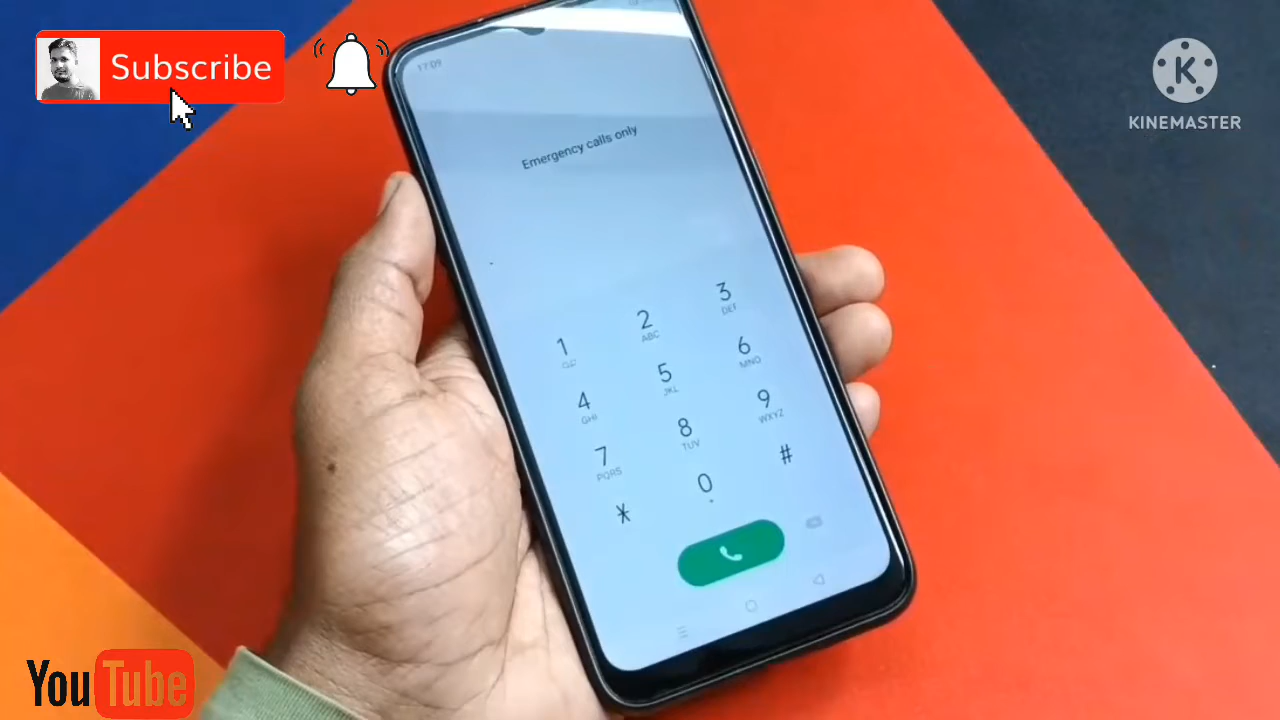 Subscribe
KINEMASTER
17:09
Emergency calls only
1
2 ABC
3 DEF
4 GHI
5 JKL
6 MNO
7 PQRS
8 TUV
9 WXYZ
*
0
#
YouTube